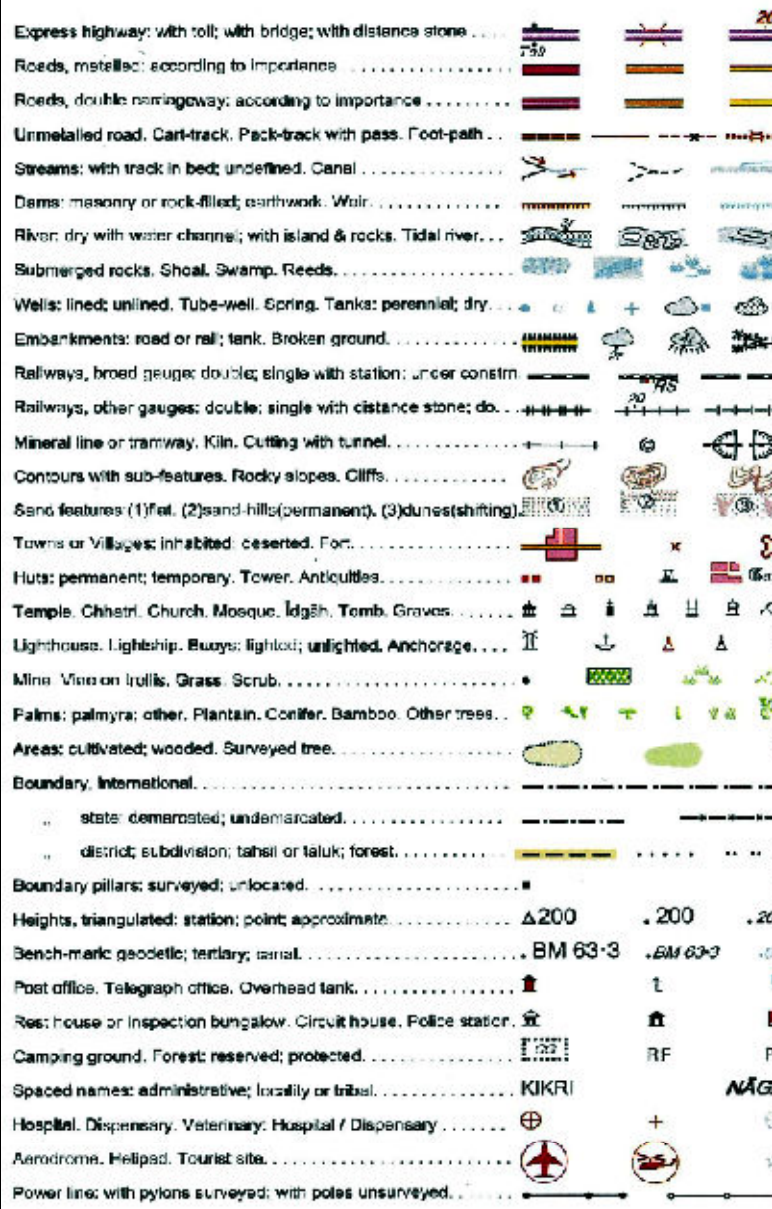 Express highway: with toll; with bridge; with distance stone
Roads, metalled: according to importance
Roads, double carriageway: according to importance
Unmetalled road. Cart-track. Pack-track with pass. Foot-path
Streams: with track in bed; undefined. Canal
Dams: masonry or rock-filled; earthwork. Weir
River: dry with water channel; with island & rocks. Tidal river
Submerged rocks. Shoal. Swamp. Reeds
Wells: lined; unlined. Tube-well. Spring. Tanks: perennial; dry
Embankments: road or rail; tank. Broken ground
Railways, broad gauge: double; single with station; under constrn
RS
Railways, other gauges: double; single with distance stone; do
20
Mineral line or tramway. Kiln. Cutting with tunnel
Contours with sub-features. Rocky slopes. Cliffs
Sand features:(1)flat. (2)sand-hills(permanent). (3)dunes(shifting) 1 2 3
Towns or Villages: inhabited; deserted. Fort
Huts: permanent; temporary. Tower. Antiquities
Temple. Chhatri. Church. Mosque. Īdgāh. Tomb. Graves
Lighthouse. Lightship. Buoys: lighted; unlighted. Anchorage
Mine. Vine on trellis. Grass. Scrub
Palms: palmyra; other. Plantain. Conifer. Bamboo. Other trees
Areas: cultivated; wooded. Surveyed tree
Boundary, international
„ state: demarcated; undemarcated
„ district; subdivision; tahsil or tāluk; forest
Boundary pillars: surveyed; unlocated
Heights, triangulated: station; point; approximate △200 .200
Bench-mark: geodetic; tertiary; canal .BM 63·3 .BM 63·3
Post office. Telegraph office. Overhead tank
Rest house or Inspection bungalow. Circuit house. Police station
Camping ground. Forest: reserved; protected RF
Spaced names: administrative; locality or tribal KIKRI NĀG
Hospital. Dispensary. Veterinary: Hospital / Dispensary
Aerodrome. Helipad. Tourist site
Power line: with pylons surveyed; with poles unsurveyed